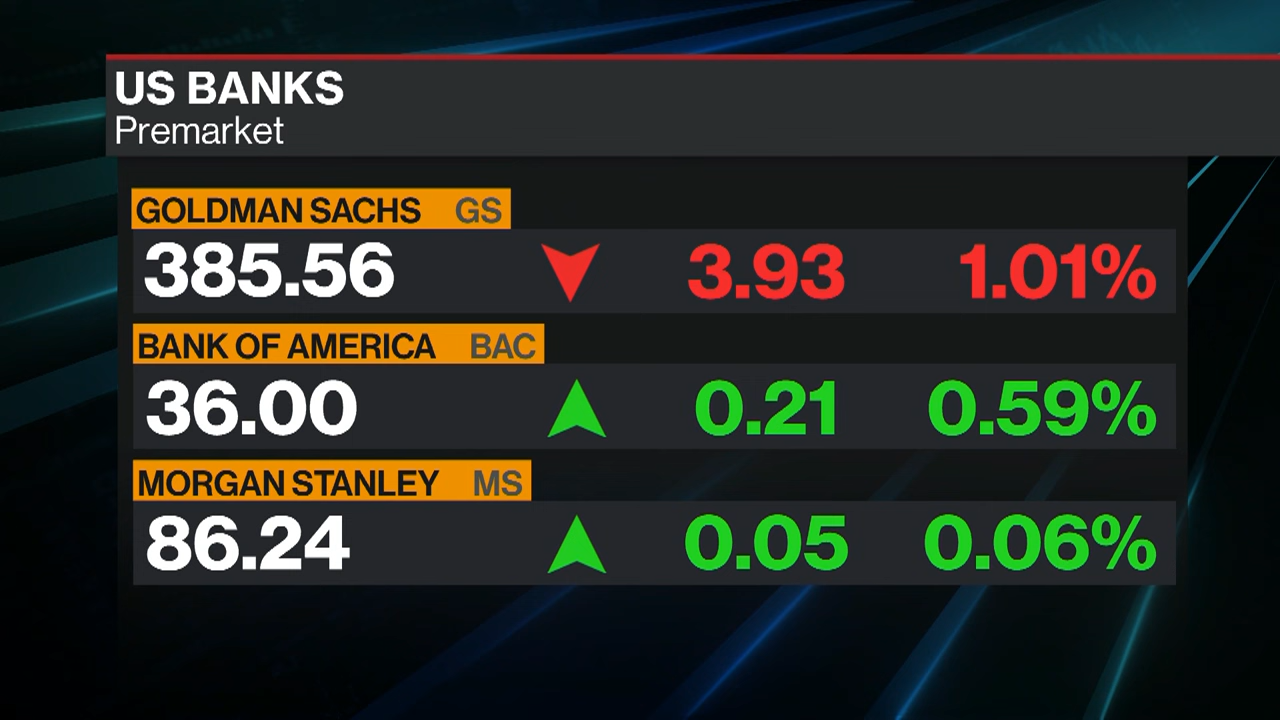 US BANKS
Premarket
GOLDMAN SACHS GS
385.56 3.93 1.01%
BANK OF AMERICA BAC
36.00 0.21 0.59%
MORGAN STANLEY MS
86.24 0.05 0.06%